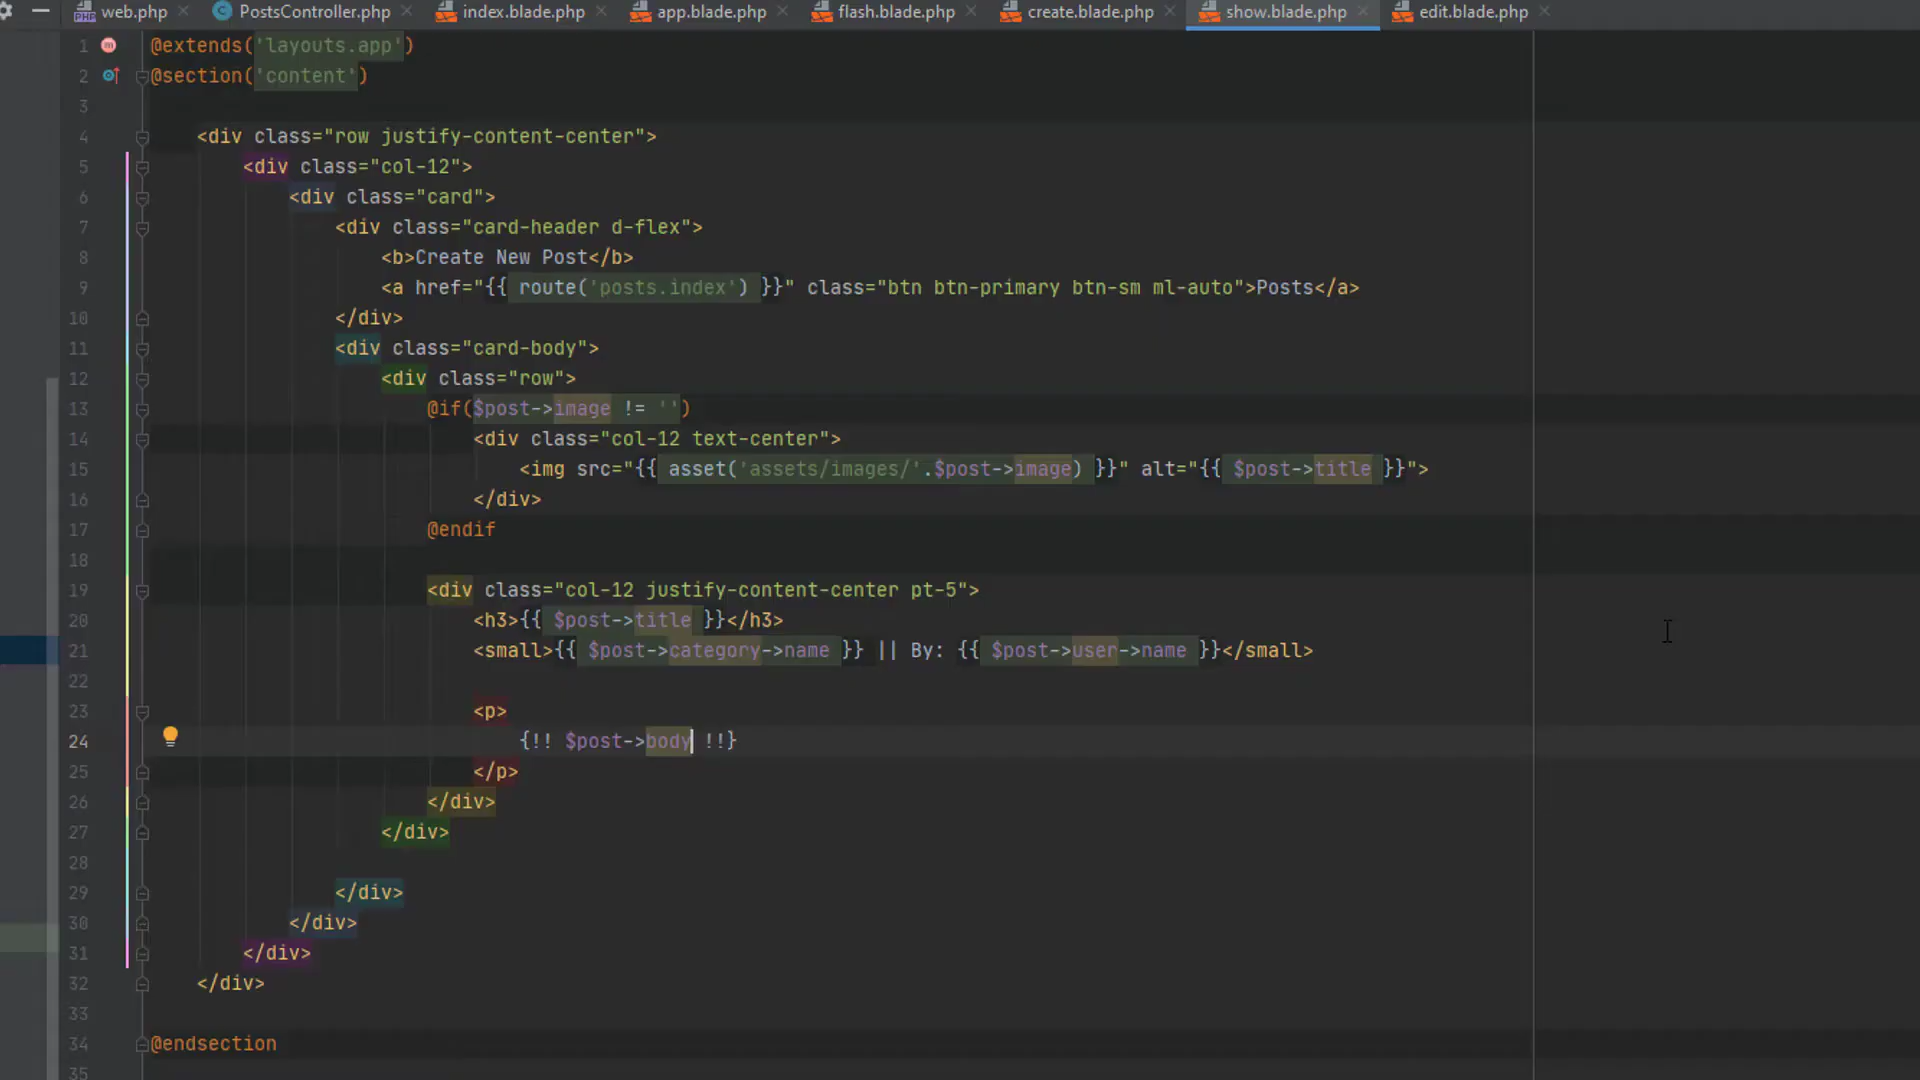 web.php PostsController.php index.blade.php app.blade.php flash.blade.php create.blade.php show.blade.php edit.blade.php
1 @extends('layouts.app')
2 @section('content')
3
4 <div class="row justify-content-center">
5 <div class="col-12">
6 <div class="card">
7 <div class="card-header d-flex">
8 <b>Create New Post</b>
9 <a href="{{ route('posts.index') }}" class="btn btn-primary btn-sm ml-auto">Posts</a>
10 </div>
11 <div class="card-body">
12 <div class="row">
13 @if($post->image != '')
14 <div class="col-12 text-center">
15 <img src="{{ asset('assets/images/'.$post->image) }}" alt="{{ $post->title }}">
16 </div>
17 @endif
18
19 <div class="col-12 justify-content-center pt-5">
20 <h3>{{ $post->title }}</h3>
21 <small>{{ $post->category->name }} || By: {{ $post->user->name }}</small>
22
23 <p>
24 {!! $post->body !!}
25 </p>
26 </div>
27 </div>
28
29 </div>
30 </div>
31 </div>
32 </div>
33
34 @endsection
35